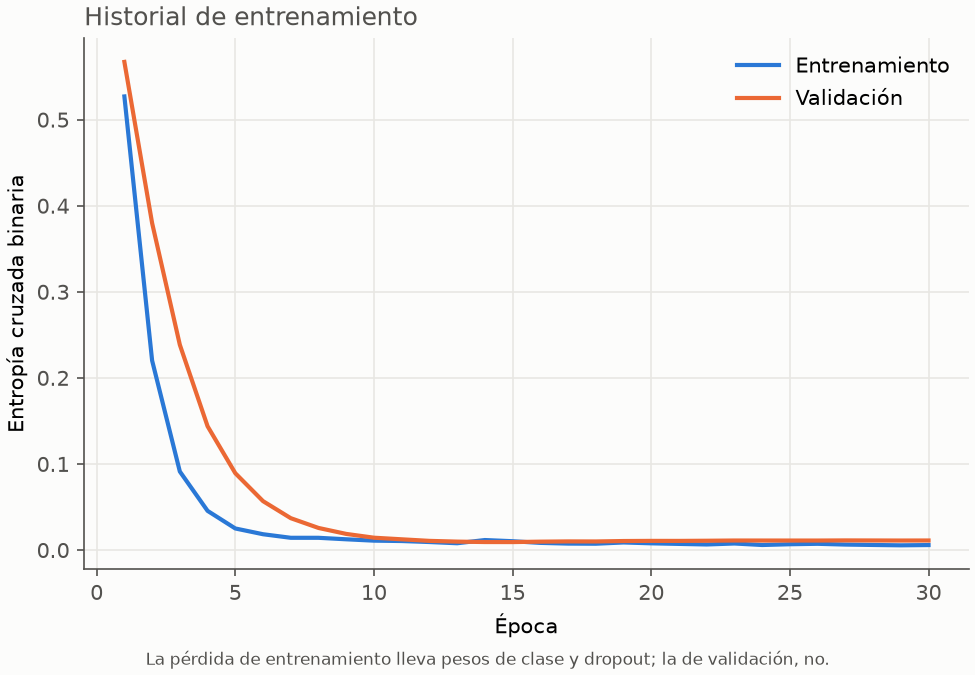 Historial de entrenamiento
Entrenamiento
Validación
Entropía cruzada binaria
0.5
0.4
0.3
0.2
0.1
0.0
0 5 10 15 20 25 30
Época
La pérdida de entrenamiento lleva pesos de clase y dropout; la de validación, no.